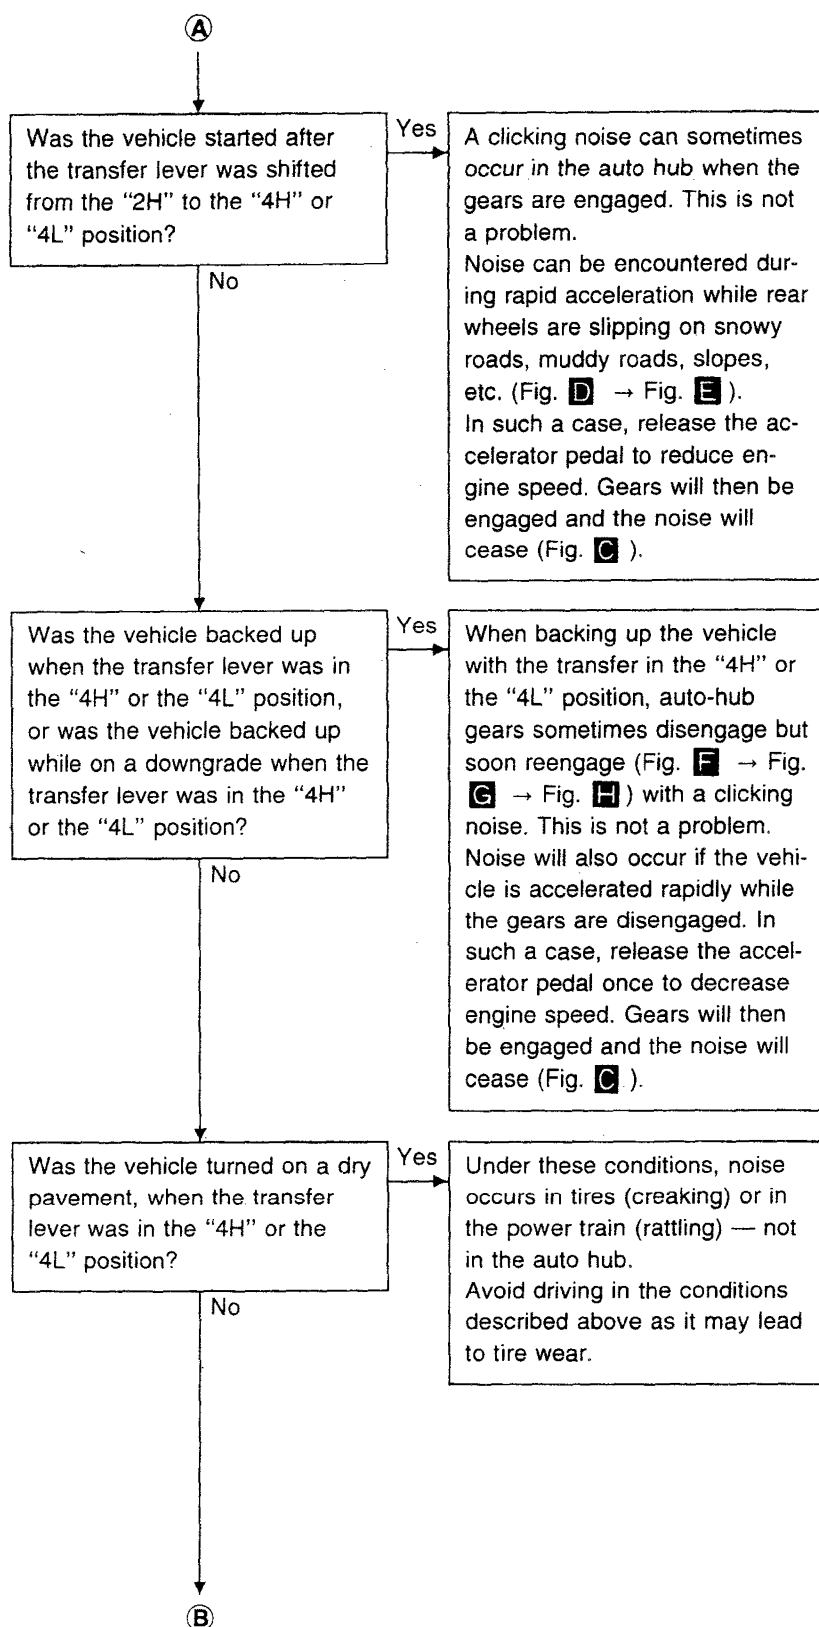 A
Was the vehicle started after
the transfer lever was shifted
from the “2H” to the “4H” or
“4L” position?
Yes
A clicking noise can sometimes
occur in the auto hub when the
gears are engaged. This is not
a problem.
Noise can be encountered dur-
ing rapid acceleration while rear
wheels are slipping on snowy
roads, muddy roads, slopes,
etc. (Fig. D → Fig. E ).
In such a case, release the ac-
celerator pedal to reduce en-
gine speed. Gears will then be
engaged and the noise will
cease (Fig. C ).
No
Was the vehicle backed up
when the transfer lever was in
the “4H” or the “4L” position,
or was the vehicle backed up
while on a downgrade when the
transfer lever was in the “4H”
or the “4L” position?
Yes
When backing up the vehicle
with the transfer in the “4H” or
the “4L” position, auto-hub
gears sometimes disengage but
soon reengage (Fig. F → Fig.
G → Fig. H ) with a clicking
noise. This is not a problem.
Noise will also occur if the vehi-
cle is accelerated rapidly while
the gears are disengaged. In
such a case, release the accel-
erator pedal once to decrease
engine speed. Gears will then
be engaged and the noise will
cease (Fig. C ).
No
Was the vehicle turned on a dry
pavement, when the transfer
lever was in the “4H” or the
“4L” position?
Yes
Under these conditions, noise
occurs in tires (creaking) or in
the power train (rattling) — not
in the auto hub.
Avoid driving in the conditions
described above as it may lead
to tire wear.
No
B